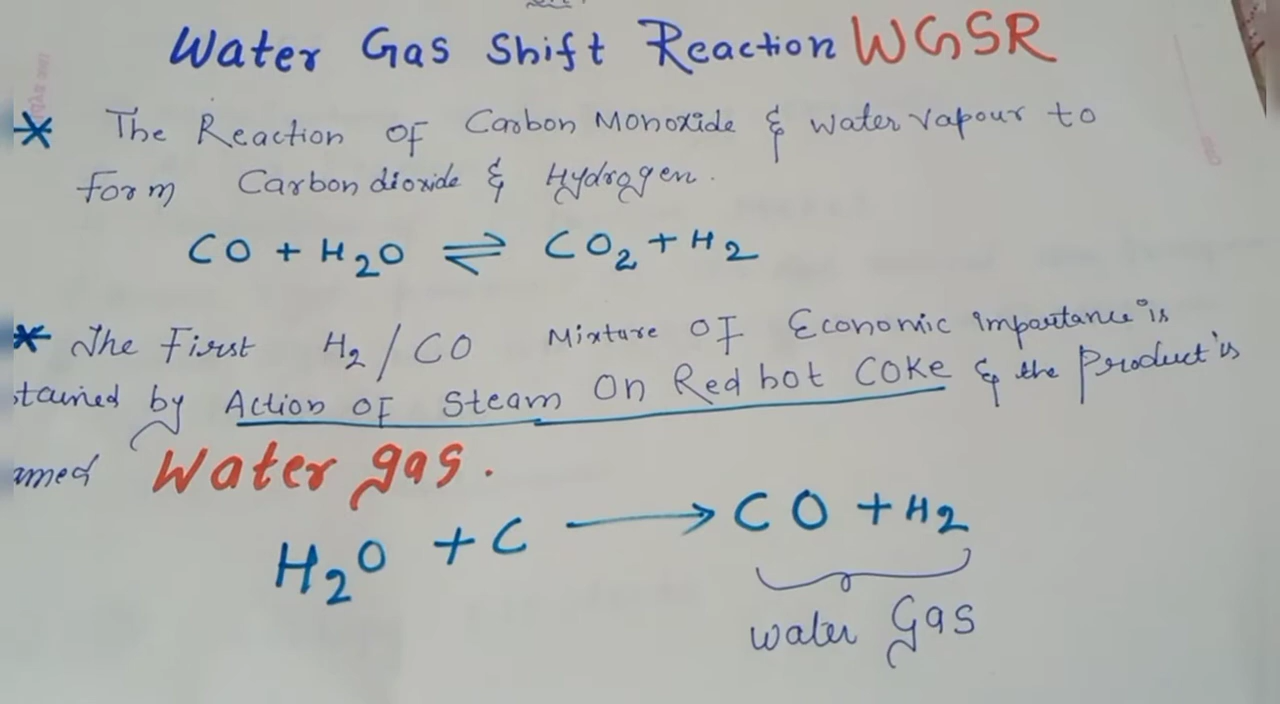 Water Gas Shift Reaction WGSR
* The Reaction OF Carbon Monoxide & water vapour to
form Carbon dioxide & Hydrogen.
CO + H₂O ⇌ CO₂ + H₂
* The First H₂ / CO Mixture OF Economic importance is
tained by Action OF Steam On Red hot COKe & the Product is
amed Water gas.
H₂O + C ⟶ CO + H₂
water Gas